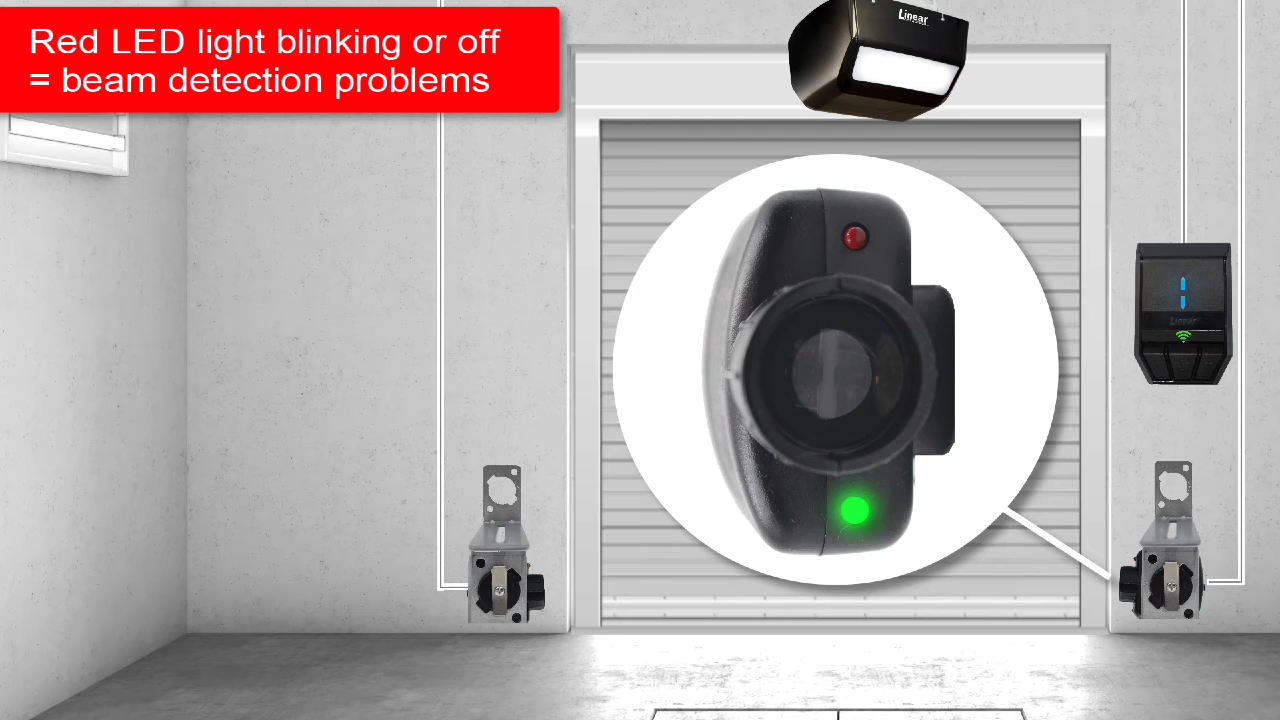 Red LED light blinking or off
= beam detection problems
Linear
Linear